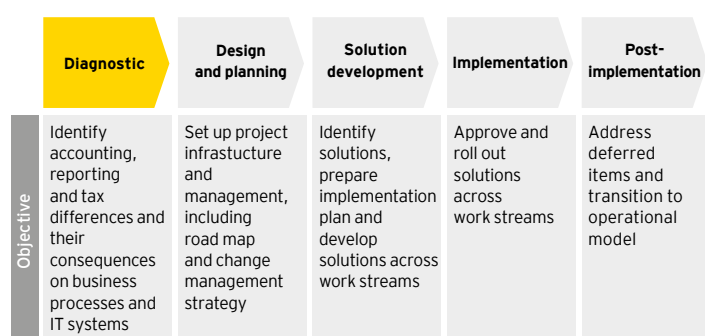 Diagnostic
Design
and planning
Solution
development
Implementation
Post-
implementation
Objective
Identify
accounting,
reporting
and tax
differences and
their
consequences
on business
processes and
IT systems
Set up project
infrastucture
and
management,
including
road map
and change
management
strategy
Identify
solutions,
prepare
implementation
plan and
develop
solutions across
work streams
Approve and
roll out
solutions
across
work streams
Address
deferred
items and
transition to
operational
model